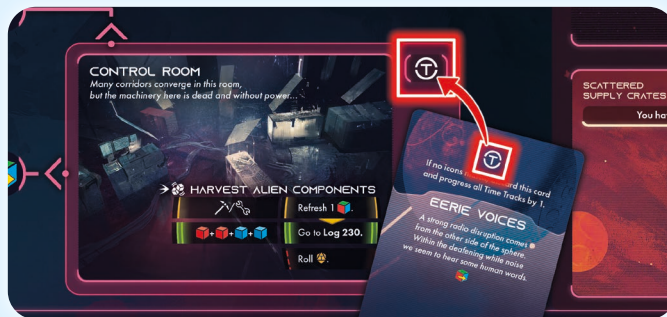 CONTROL ROOM
Many corridors converge in this room,
but the machinery here is dead and without power...
HARVEST ALIEN COMPONENTS
Refresh 1
Go to Log 230.
Roll
If no icons
this card
and progress all Time Tracks by 1.
EERIE VOICES
A strong radio disruption comes
from the other side of the sphere.
Within the deafening white noise
we seem to hear some human words.
SCATTERED
SUPPLY CRATES
You